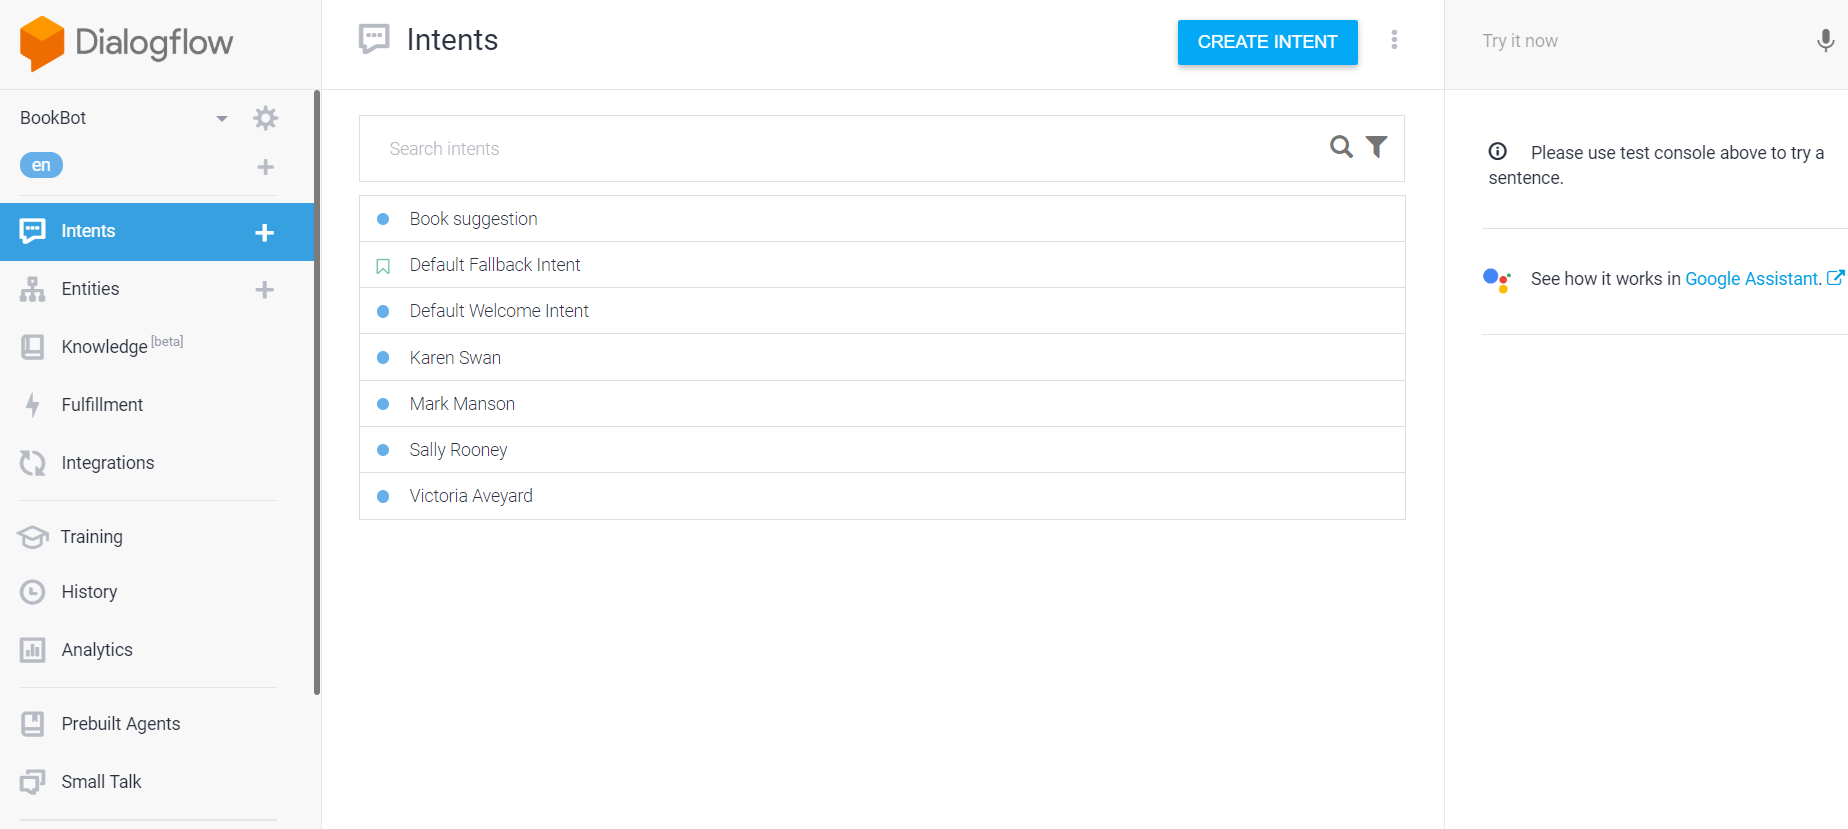 Dialogflow
BookBot
en
Intents
Entities
Knowledge [beta]
Fulfillment
Integrations
Training
History
Analytics
Prebuilt Agents
Small Talk
Intents
CREATE INTENT
Search intents
Book suggestion
Default Fallback Intent
Default Welcome Intent
Karen Swan
Mark Manson
Sally Rooney
Victoria Aveyard
Try it now
Please use test console above to try a
sentence.
See how it works in Google Assistant.